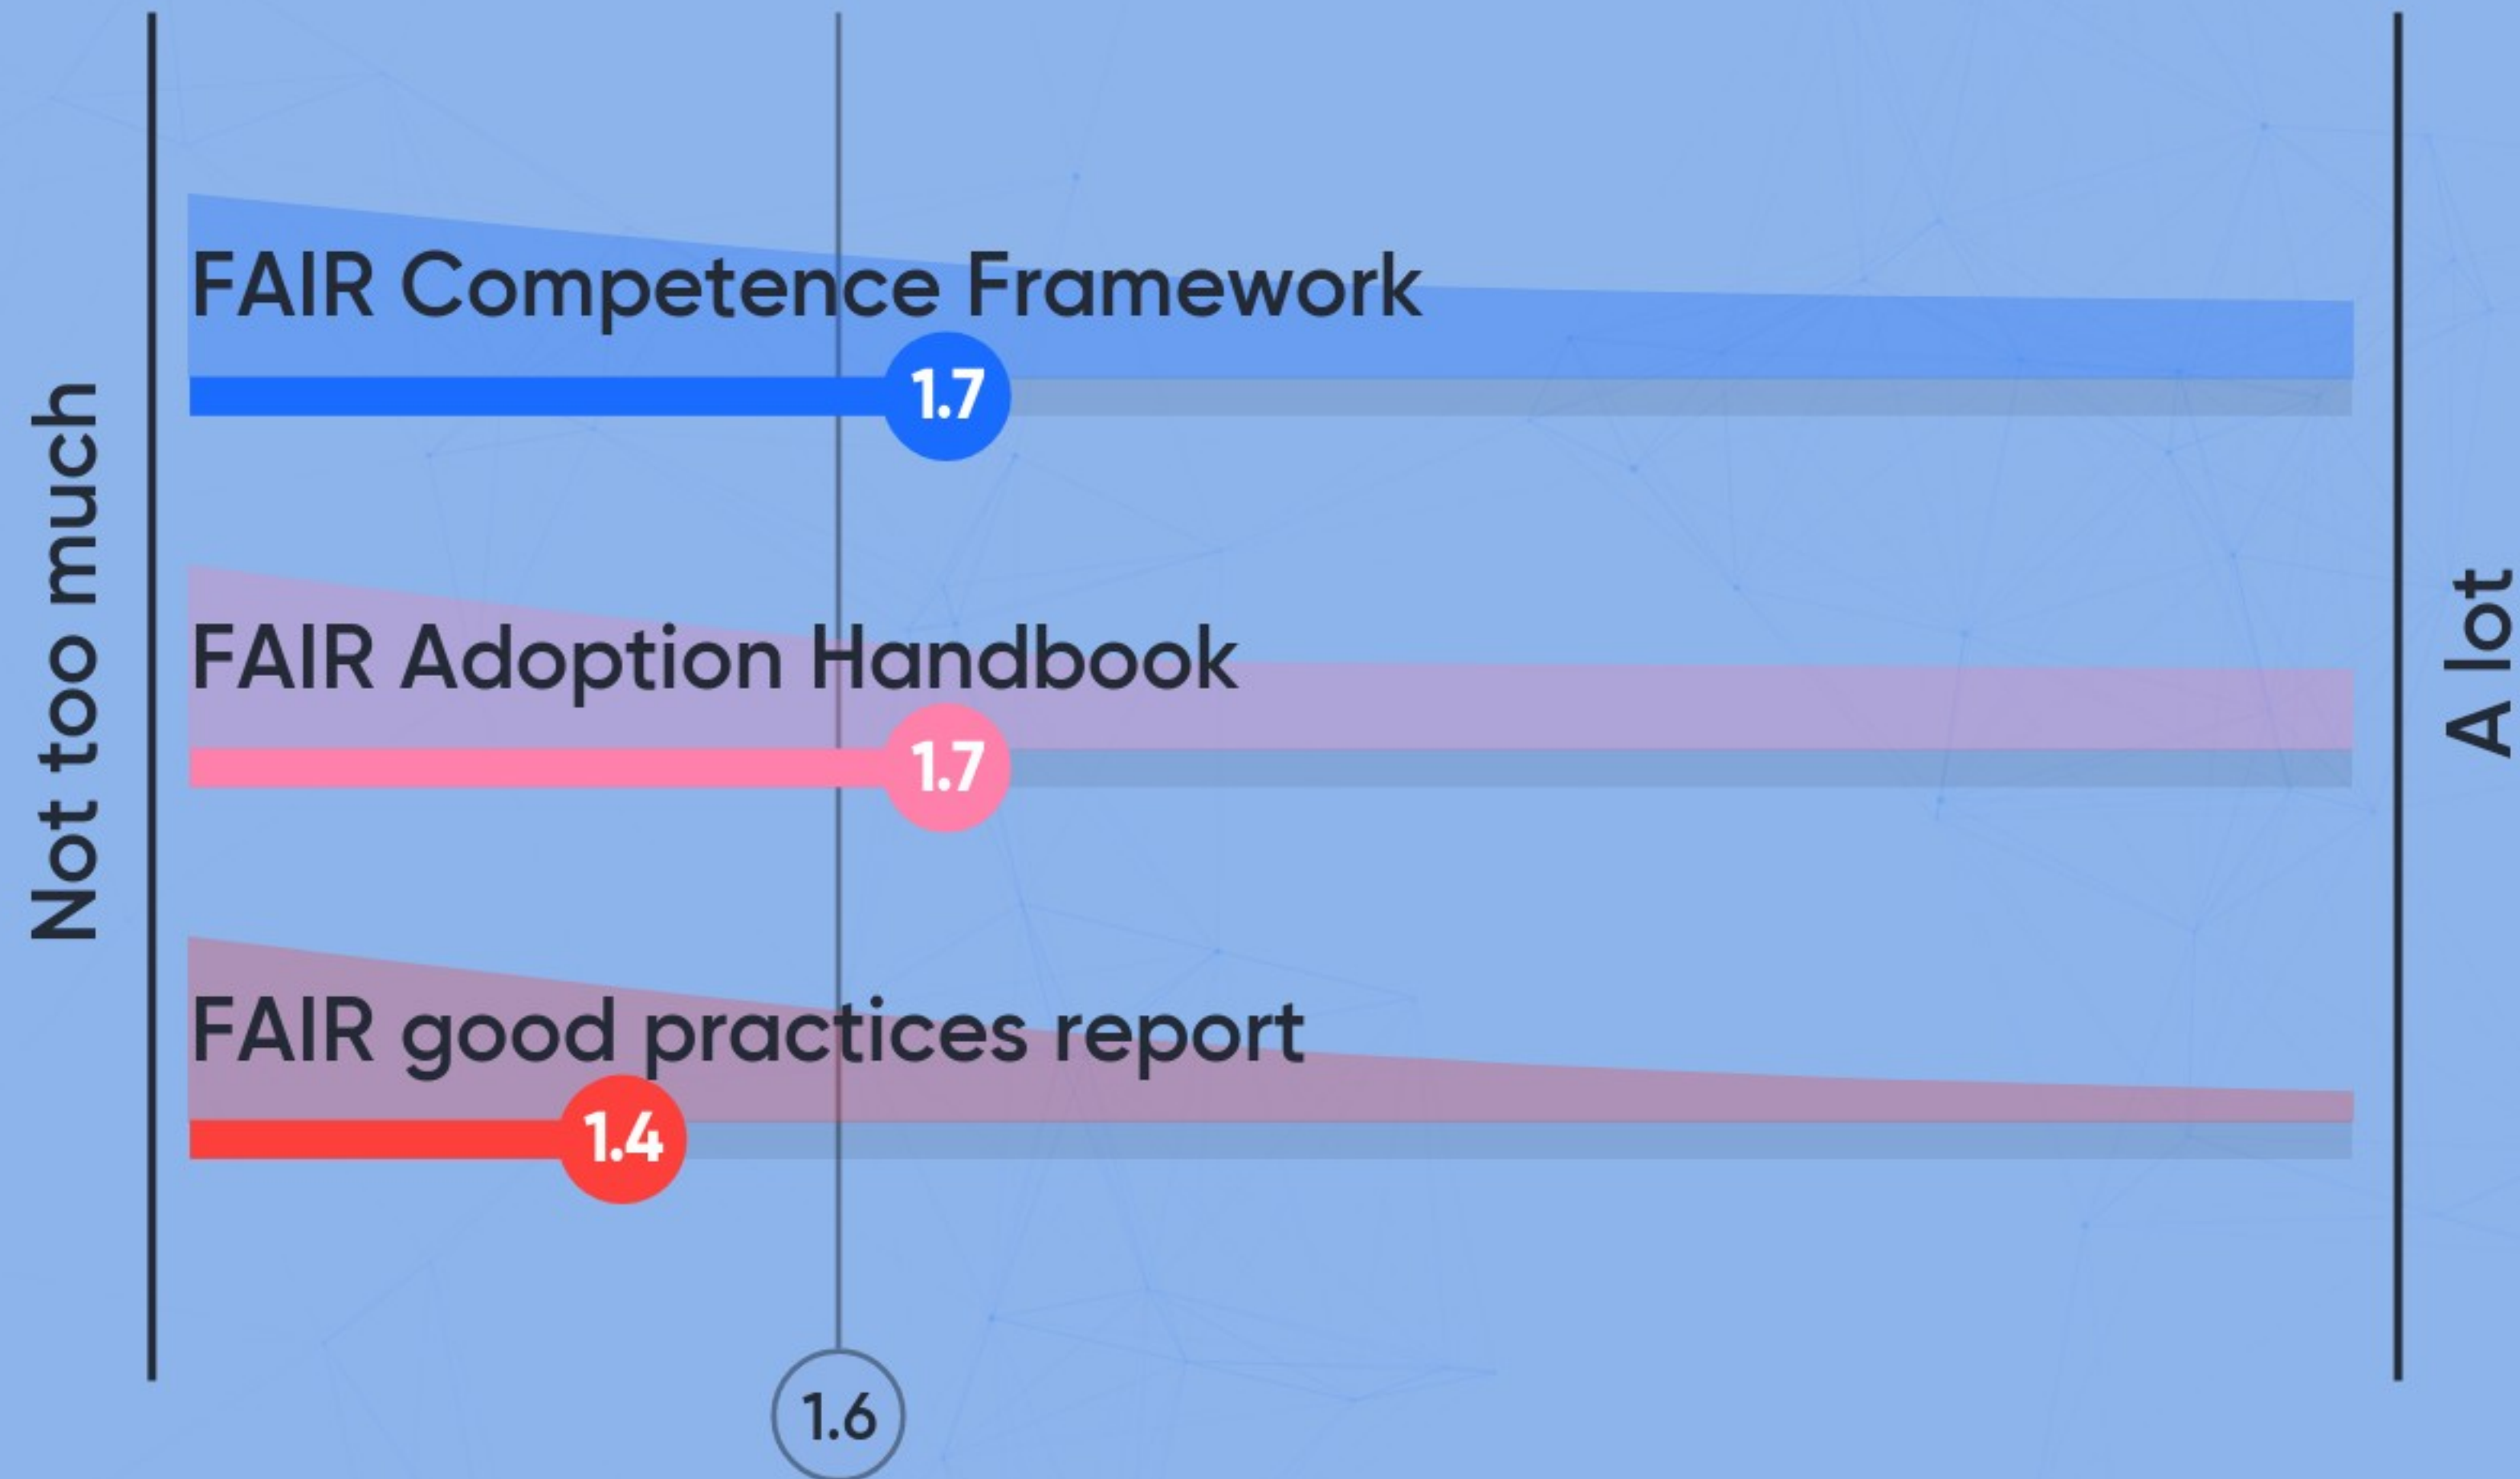 Not too much
FAIR Competence Framework
1.7
FAIR Adoption Handbook
1.7
FAIR good practices report
1.4
1.6
A lot